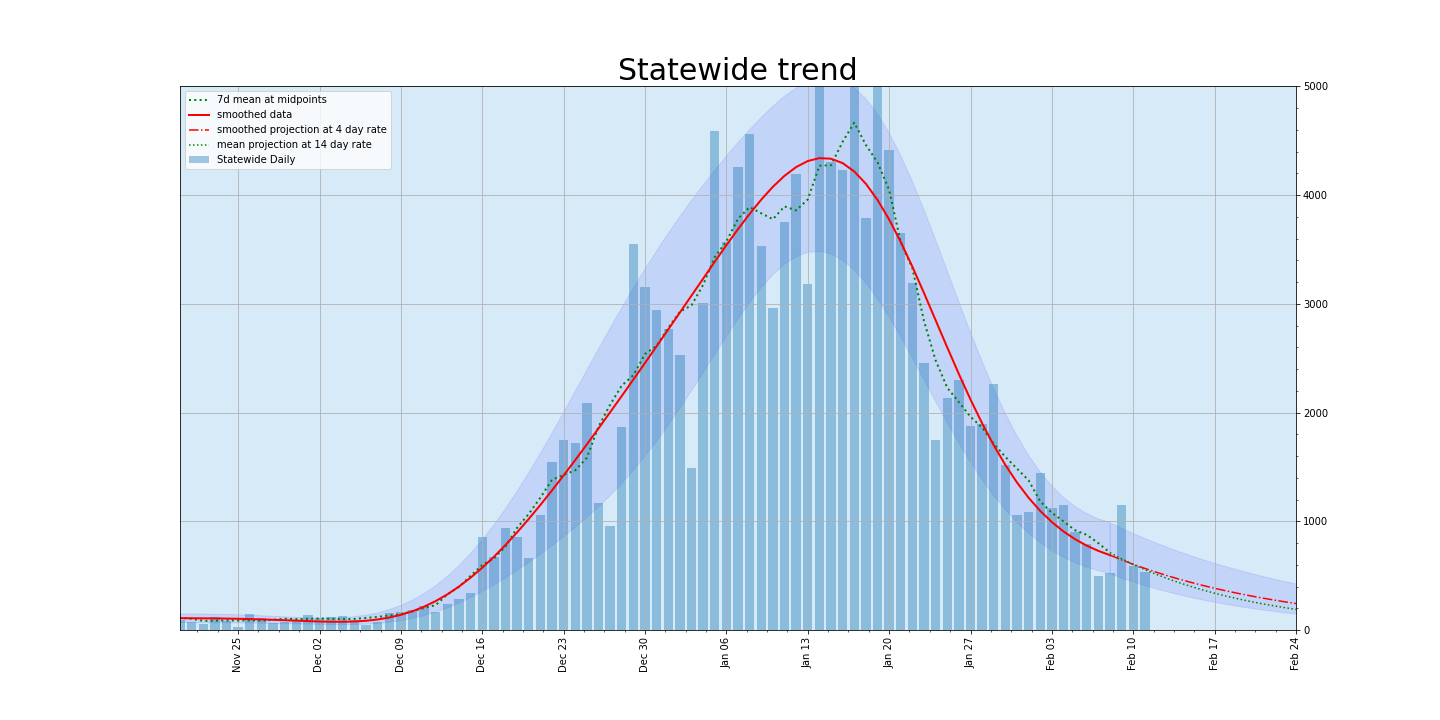 Statewide trend
7d mean at midpoints
smoothed data
smoothed projection at 4 day rate
mean projection at 14 day rate
Statewide Daily
5000
4000
3000
2000
1000
0
Nov 25
Dec 02
Dec 09
Dec 16
Dec 23
Dec 30
Jan 06
Jan 13
Jan 20
Jan 27
Feb 03
Feb 10
Feb 17
Feb 24